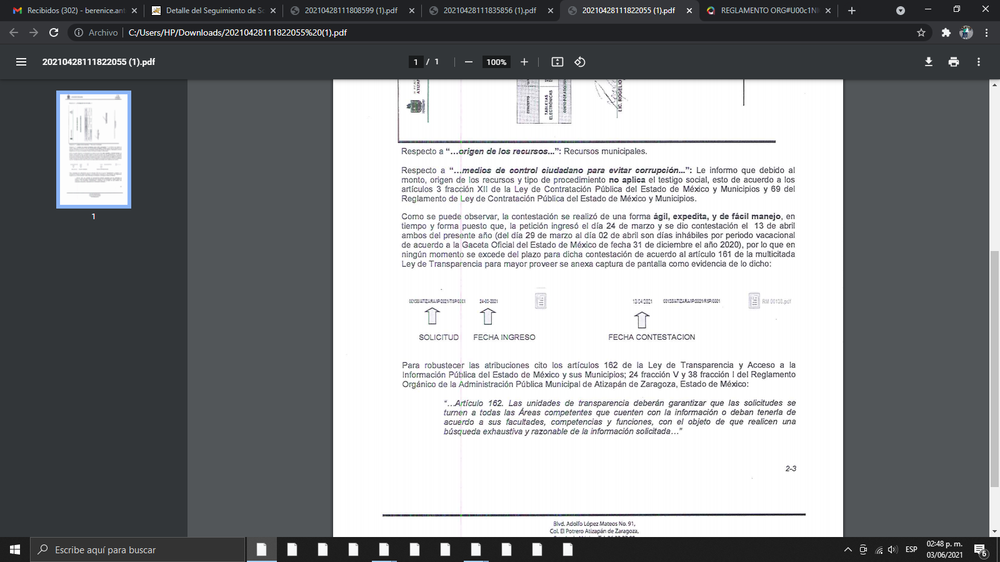 Recibidos (302) - berenice.ant
Detalle del Seguimiento de So
20210428111808599 (1).pdf
20210428111835856 (1).pdf
20210428111822055 (1).pdf
REGLAMENTO ORG#U00c1NI
Archivo C:/Users/HP/Downloads/20210428111822055%20(1).pdf
20210428111822055 (1).pdf
1 / 1
100%
1
CONCEPTO
TABLETAS
ELECTRÓNICAS
LIC. ROGELIO
Respecto a “…origen de los recursos...”: Recursos municipales.
Respecto a “…medios de control ciudadano para evitar corrupción...”: Le informo que debido al
monto, origen de los recursos y tipo de procedimiento no aplica el testigo social, esto de acuerdo a los
artículos 3 fracción XII de la Ley de Contratación Pública del Estado de México y Municipios y 69 del
Reglamento de Ley de Contratación Pública del Estado de México y Municipios.
Como se puede observar, la contestación se realizó de una forma ágil, expedita, y de fácil manejo, en
tiempo y forma puesto que, la petición ingresó el día 24 de marzo y se dio contestación el 13 de abril
ambos del presente año (del día 29 de marzo al día 02 de abril son días inhábiles por periodo vacacional
de acuerdo a la Gaceta Oficial del Estado de México de fecha 31 de diciembre el año 2020), por lo que en
ningún momento se excede del plazo para dicha contestación de acuerdo al artículo 161 de la multicitada
Ley de Transparencia para mayor proveer se anexa captura de pantalla como evidencia de lo dicho:
00138/ATIZARA/IP/2021/TSP/0001 24-03-2021 13/04/2021 00138/ATIZARA/IP/2021/RSP/0001 RM 00138.pdf
SOLICITUD FECHA INGRESO FECHA CONTESTACION
Para robustecer las atribuciones cito los artículos 162 de la Ley de Transparencia y Acceso a la
Información Pública del Estado de México y sus Municipios; 24 fracción V y 38 fracción I del Reglamento
Orgánico de la Administración Pública Municipal de Atizapán de Zaragoza, Estado de México:
“…Artículo 162. Las unidades de transparencia deberán garantizar que las solicitudes se
turnen a todas las Áreas competentes que cuenten con la información o deban tenerla de
acuerdo a sus facultades, competencias y funciones, con el objeto de que realicen una
búsqueda exhaustiva y razonable de la información solicitada…”
2-3
Blvd. Adolfo López Mateos No. 91,
Col. El Potrero Atizapán de Zaragoza,
Escribe aquí para buscar
ESP
02:48 p. m.
03/06/2021
6